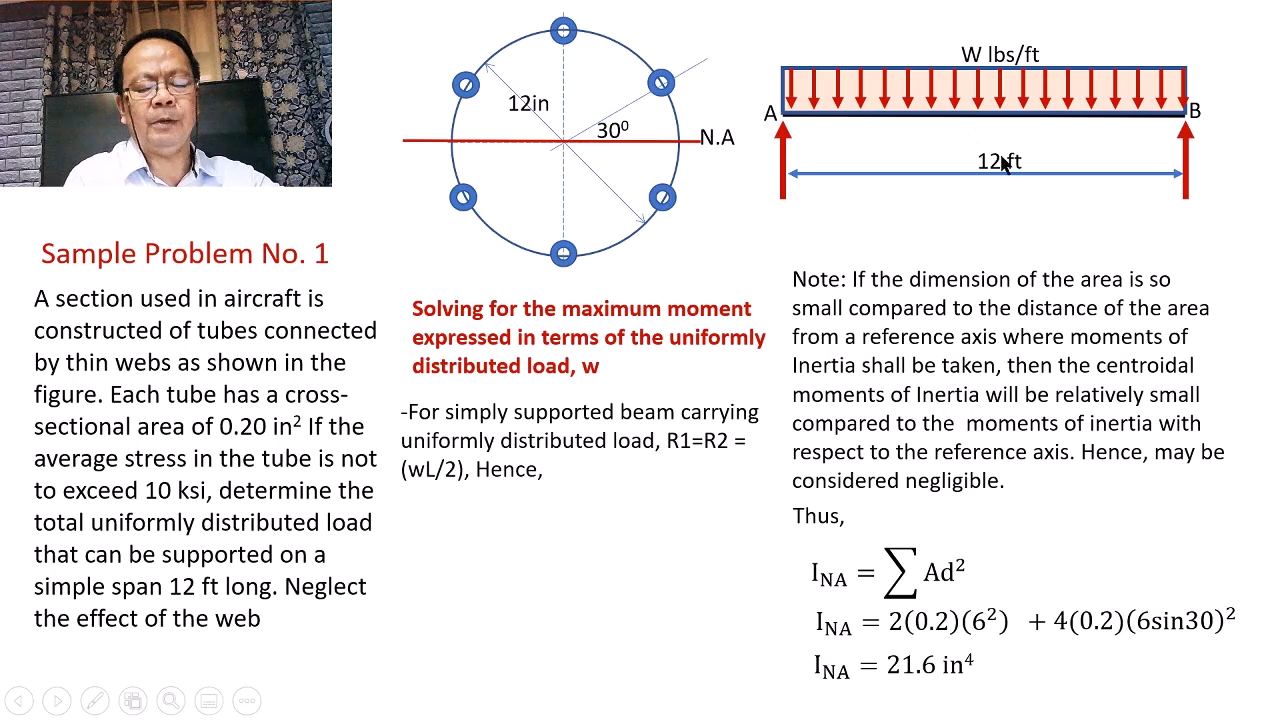 12in
30⁰
N.A
W lbs/ft
A
B
12 ft
Sample Problem No. 1
A section used in aircraft is
constructed of tubes connected
by thin webs as shown in the
figure. Each tube has a cross-
sectional area of 0.20 in² If the
average stress in the tube is not
to exceed 10 ksi, determine the
total uniformly distributed load
that can be supported on a
simple span 12 ft long. Neglect
the effect of the web
Solving for the maximum moment
expressed in terms of the uniformly
distributed load, w
-For simply supported beam carrying
uniformly distributed load, R1=R2 =
(wL/2), Hence,
Note: If the dimension of the area is so
small compared to the distance of the area
from a reference axis where moments of
Inertia shall be taken, then the centroidal
moments of Inertia will be relatively small
compared to the moments of inertia with
respect to the reference axis. Hence, may be
considered negligible.
Thus,
I_NA = ∑ Ad²
I_NA = 2(0.2)(6²) + 4(0.2)(6sin30)²
I_NA = 21.6 in⁴